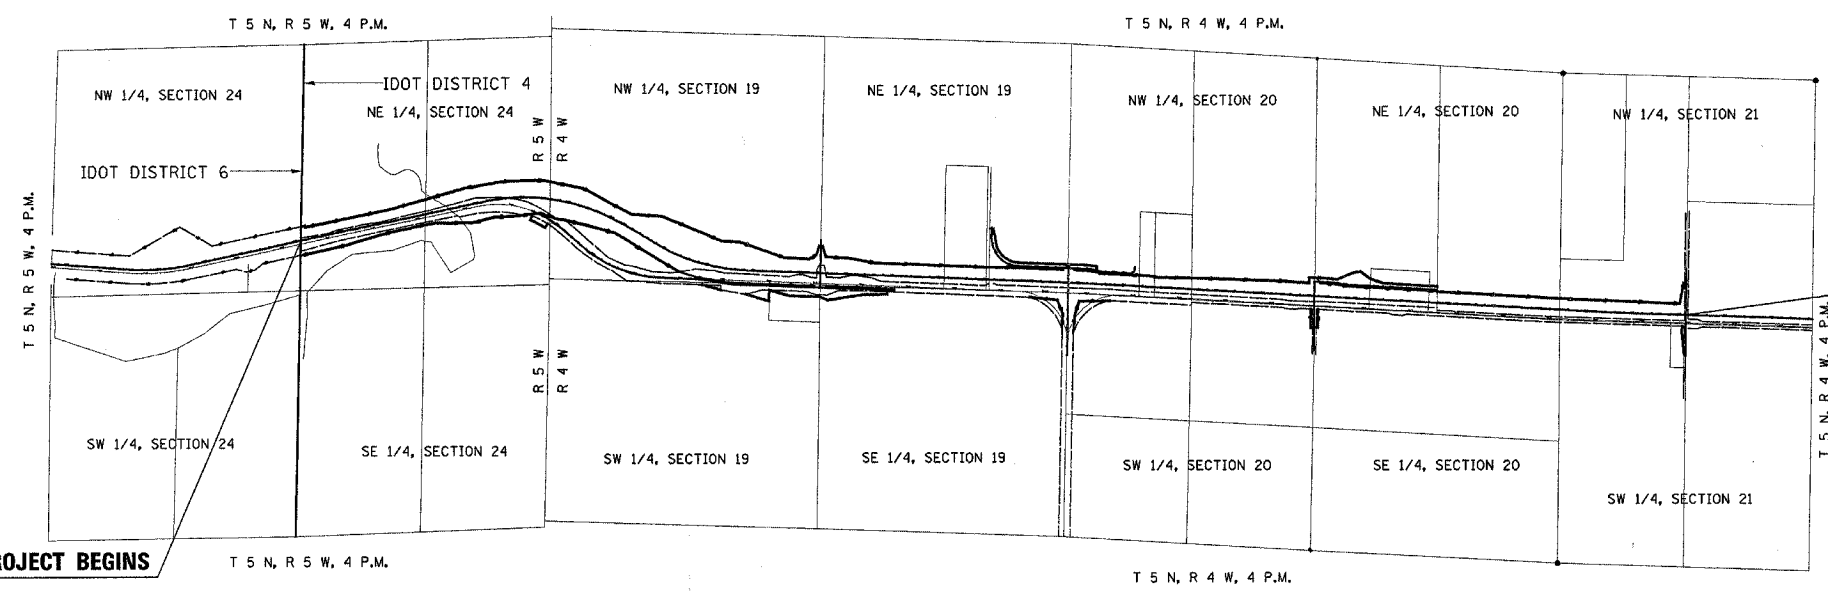 T 5 N, R 5 W, 4 P.M.
T 5 N, R 4 W, 4 P.M.
NW 1/4, SECTION 24
IDOT DISTRICT 4
NE 1/4, SECTION 24
NW 1/4, SECTION 19
NE 1/4, SECTION 19
NW 1/4, SECTION 20
NE 1/4, SECTION 20
NW 1/4, SECTION 21
R 5 W
R 4 W
IDOT DISTRICT 6
T 5 N, R 5 W, 4 P.M.
T 5 N, R 4 W, 4 P.M.
R 5 W
R 4 W
SW 1/4, SECTION 24
SE 1/4, SECTION 24
SW 1/4, SECTION 19
SE 1/4, SECTION 19
SW 1/4, SECTION 20
SE 1/4, SECTION 20
SW 1/4, SECTION 21
OJECT BEGINS
T 5 N, R 5 W, 4 P.M.
T 5 N, R 4 W, 4 P.M.